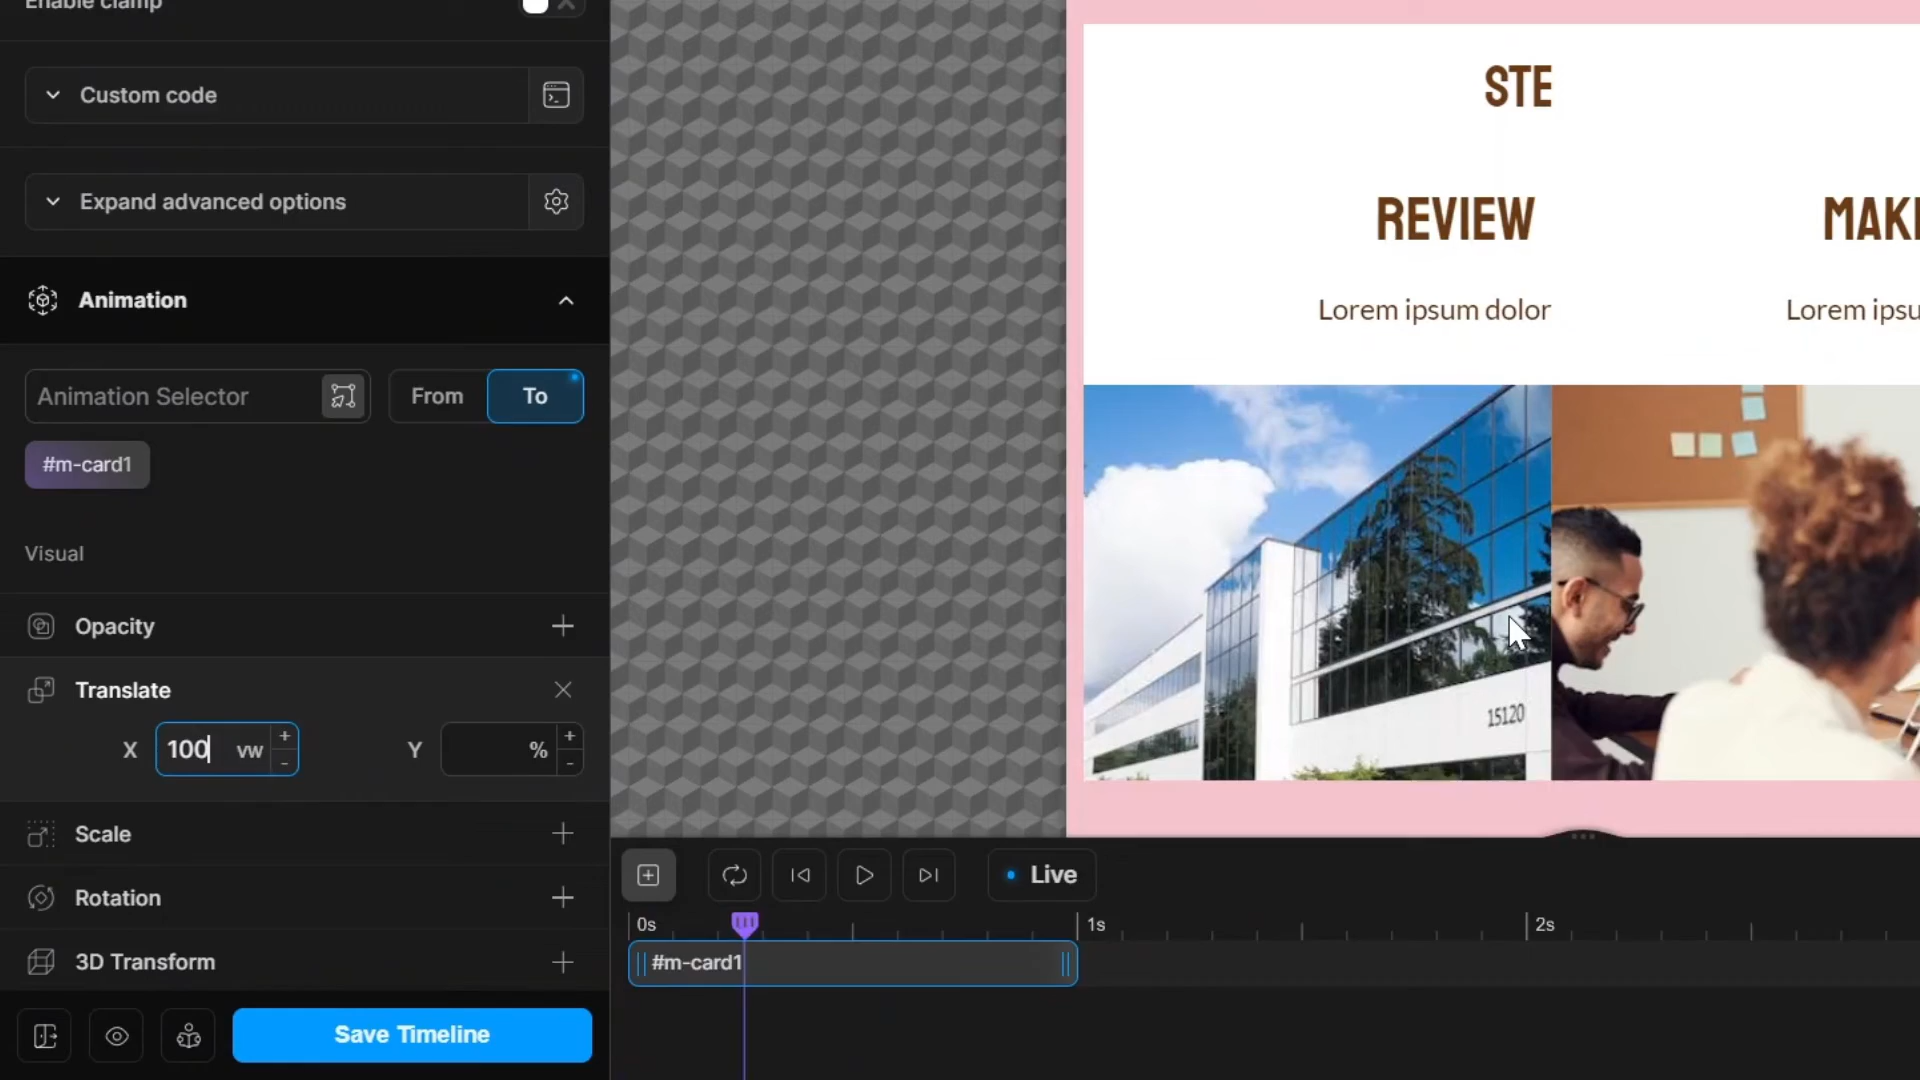 Enable clamp
Custom code
Expand advanced options
Animation
Animation Selector
From
To
#m-card1
Visual
Opacity
Translate
X
100
vw
+
-
Y
%
+
-
Scale
Rotation
3D Transform
Save Timeline
STE
REVIEW
MAKE
Lorem ipsum dolor
Lorem ipsu
15120
Live
0s
1s
2s
#m-card1